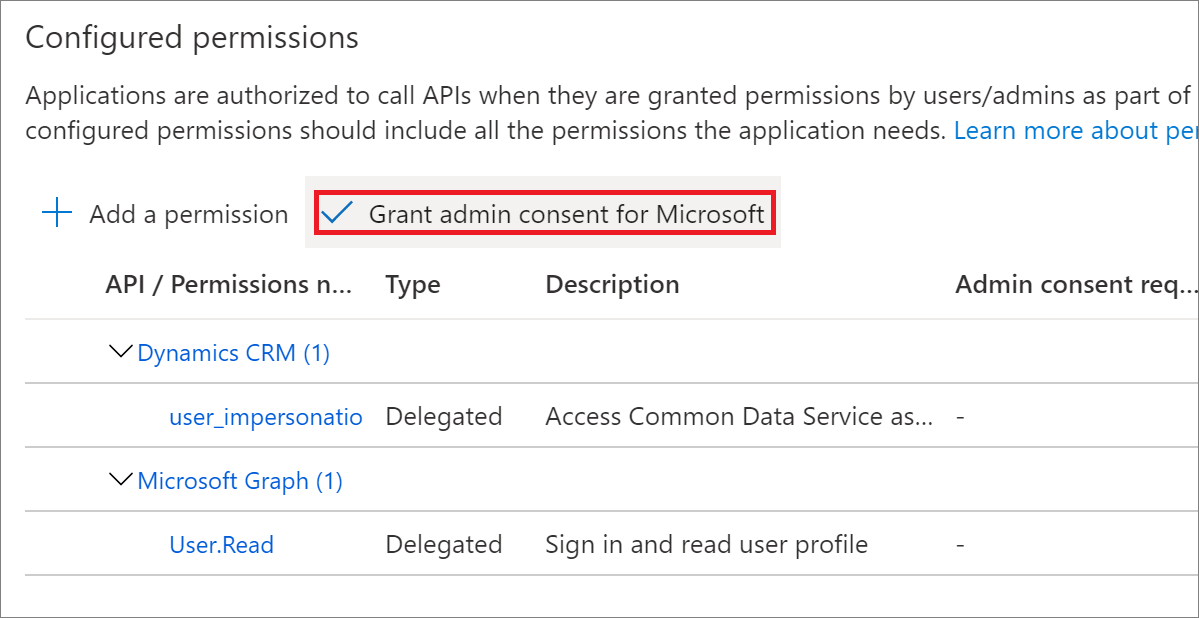 Configured permissions
Applications are authorized to call APIs when they are granted permissions by users/admins as part of
configured permissions should include all the permissions the application needs. Learn more about per
Add a permission Grant admin consent for Microsoft
API / Permissions n... Type Description Admin consent req...
Dynamics CRM (1)
user_impersonatio Delegated Access Common Data Service as... -
Microsoft Graph (1)
User.Read Delegated Sign in and read user profile -